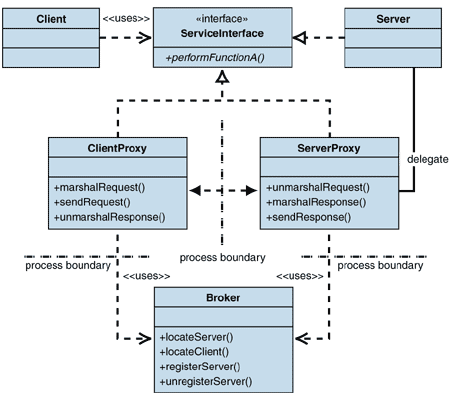 Client
<<uses>>
«interface»
ServiceInterface
+performFunctionA()
Server
ClientProxy
+marshalRequest()
+sendRequest()
+unmarshalResponse()
ServerProxy
+unmarshalRequest()
+marshalResponse()
+sendResponse()
delegate
process boundary
process boundary
process boundary
<<uses>>
<<uses>>
Broker
+locateServer()
+locateClient()
+registerServer()
+unregisterServer()